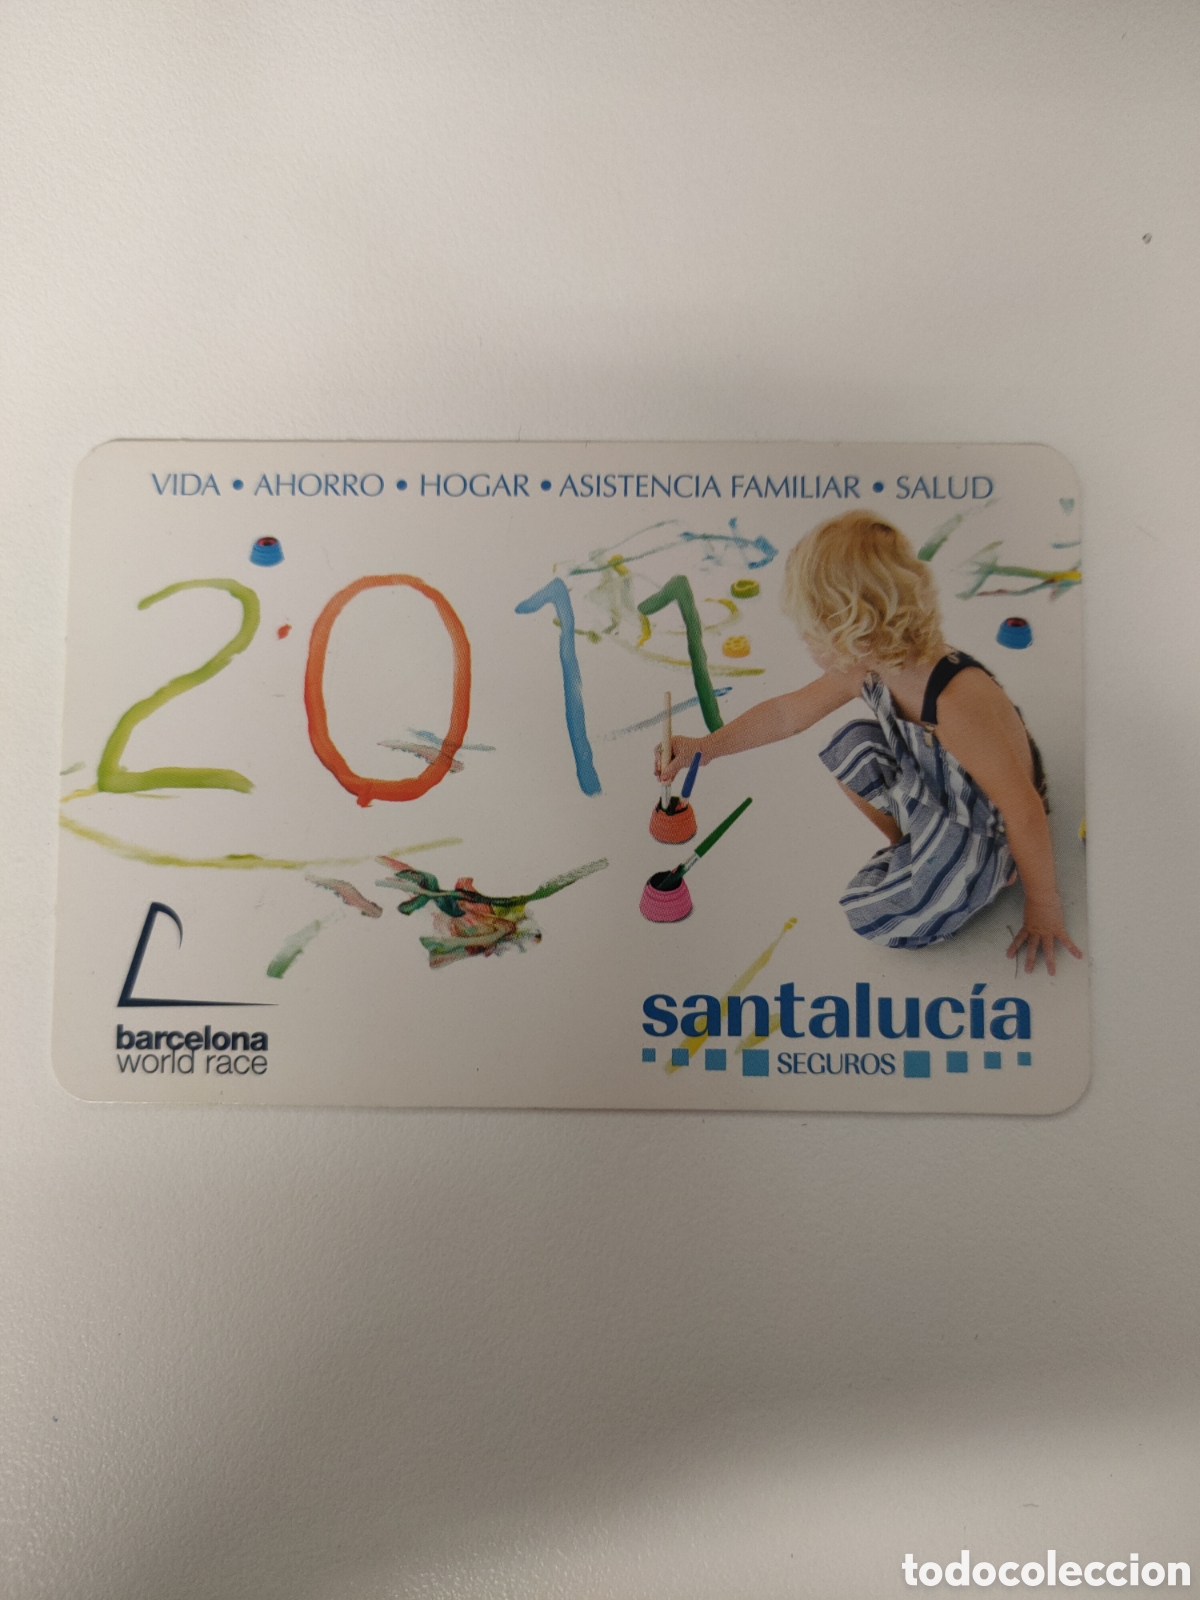 VIDA • AHORRO • HOGAR • ASISTENCIA FAMILIAR • SALUD
2011
barcelona
world race
santalucía
SEGUROS
todocoleccion